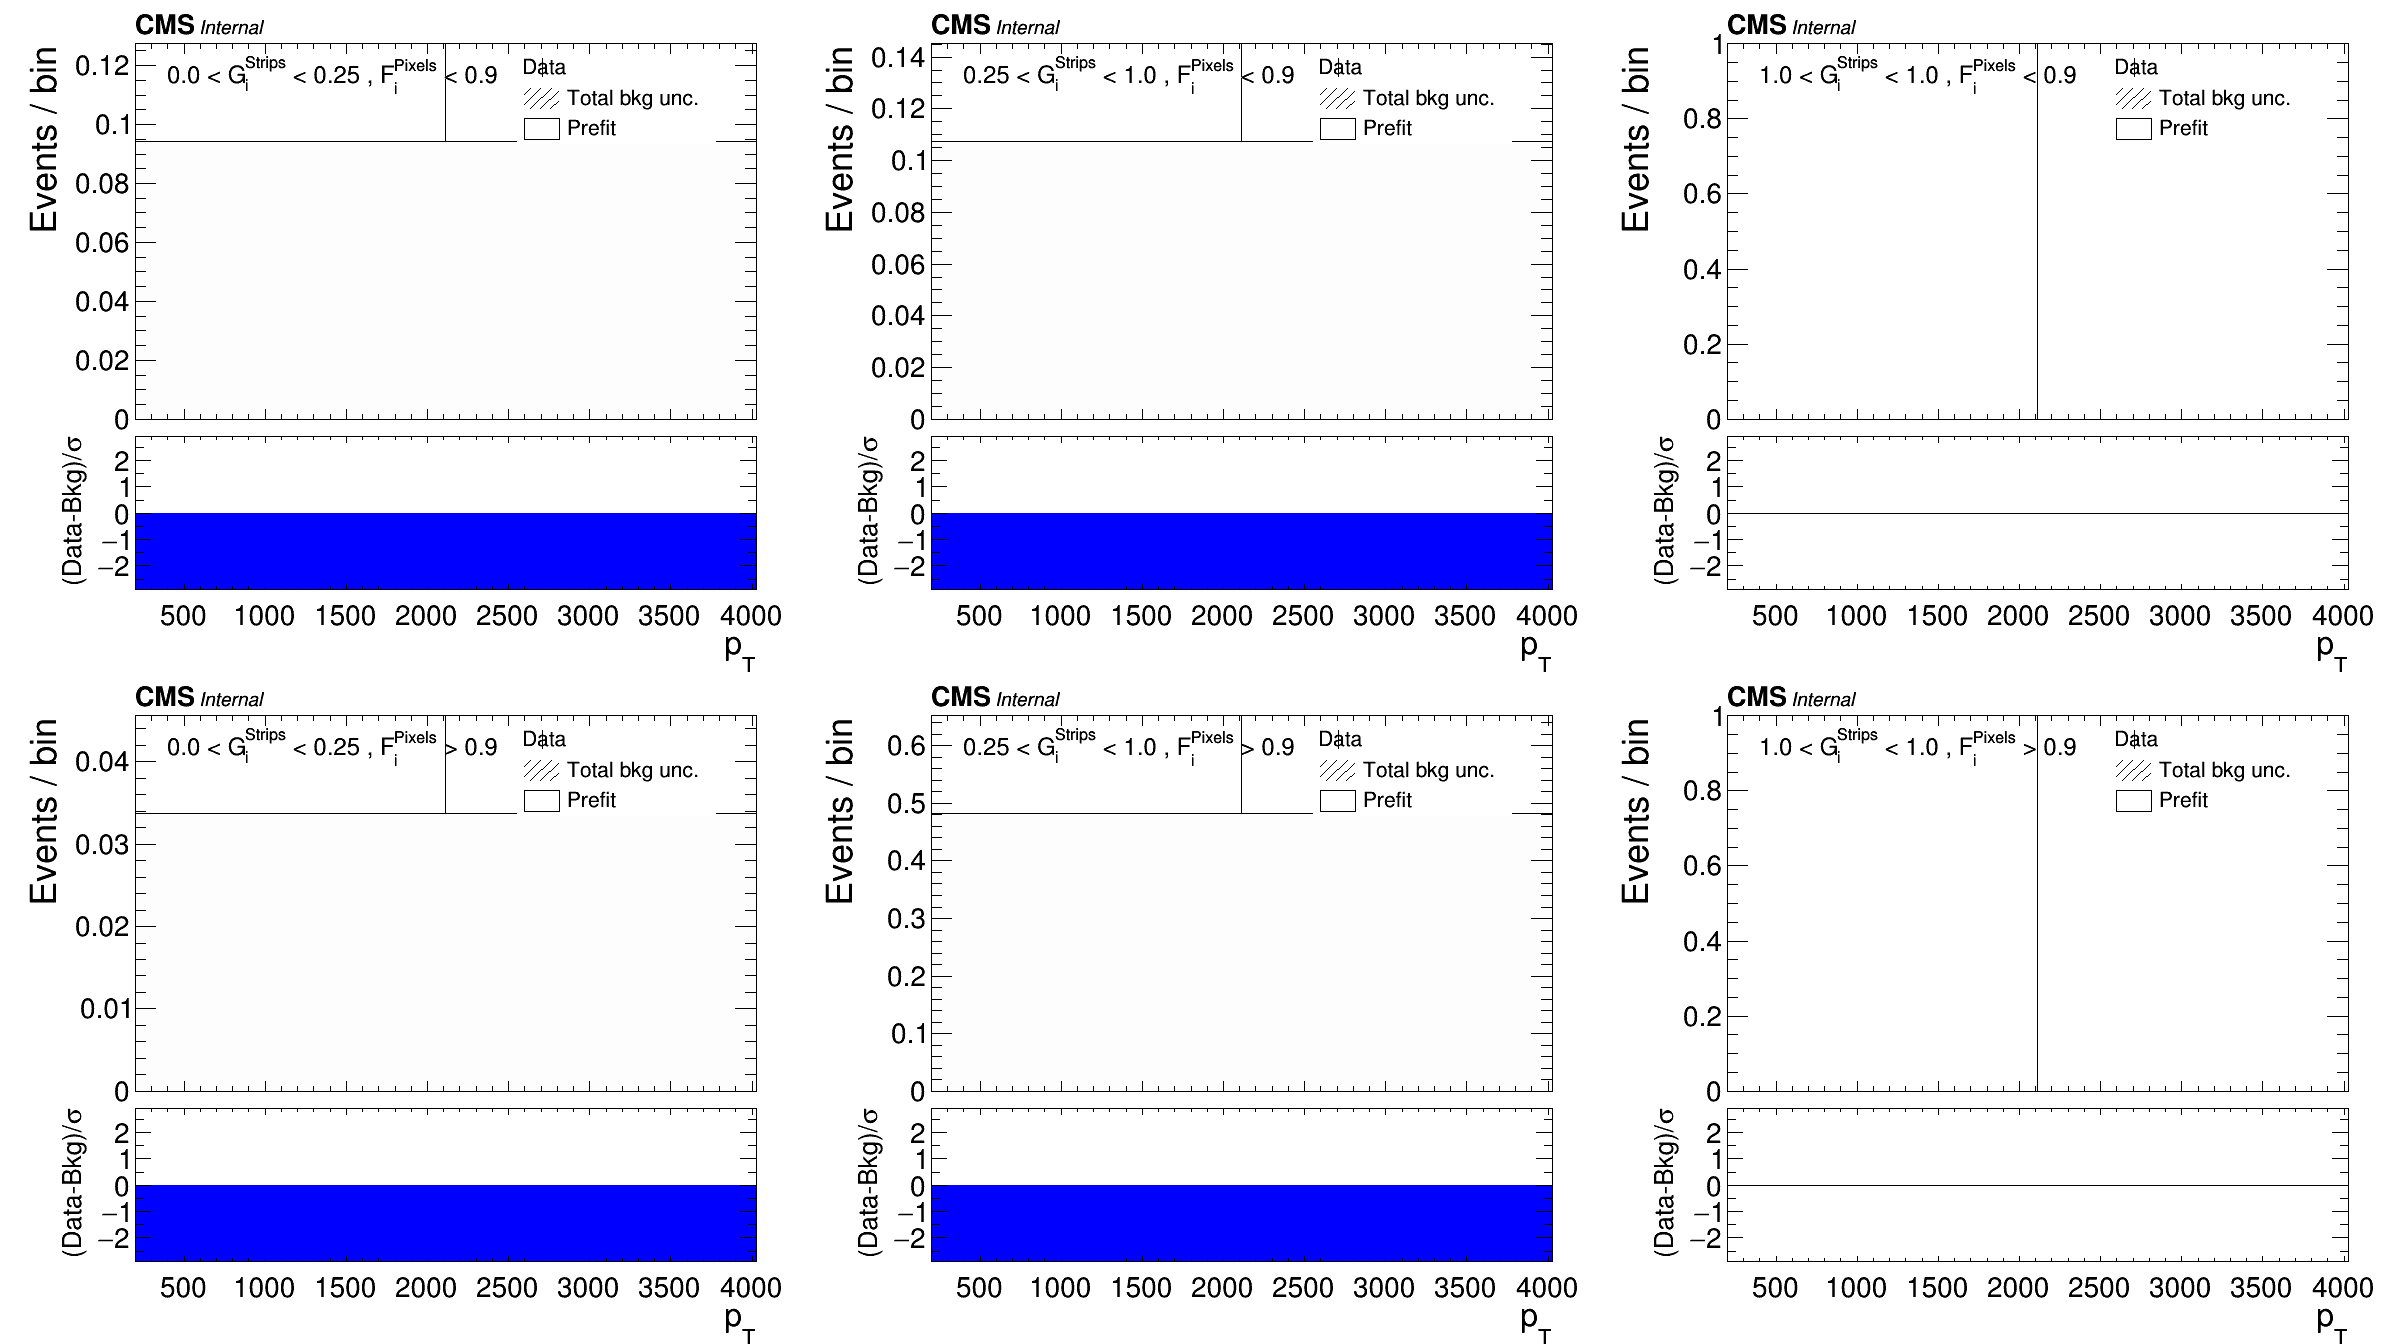 CMS Internal
Events / bin
0.0 < G_i^Strips < 0.25 , F_i^Pixels < 0.9
Data
Total bkg unc.
Prefit
0.12
0.1
0.08
0.06
0.04
0.02
0
(Data-Bkg)/σ
2
1
0
−1
−2
500 1000 1500 2000 2500 3000 3500 4000
p_T
CMS Internal
Events / bin
0.25 < G_i^Strips < 1.0 , F_i^Pixels < 0.9
Data
Total bkg unc.
Prefit
0.14
0.12
0.1
0.08
0.06
0.04
0.02
0
(Data-Bkg)/σ
2
1
0
−1
−2
500 1000 1500 2000 2500 3000 3500 4000
p_T
CMS Internal
Events / bin
1.0 < G_i^Strips < 1.0 , F_i^Pixels < 0.9
Data
Total bkg unc.
Prefit
1
0.8
0.6
0.4
0.2
0
(Data-Bkg)/σ
2
1
0
−1
−2
500 1000 1500 2000 2500 3000 3500 4000
p_T
CMS Internal
Events / bin
0.0 < G_i^Strips < 0.25 , F_i^Pixels > 0.9
Data
Total bkg unc.
Prefit
0.04
0.03
0.02
0.01
0
(Data-Bkg)/σ
2
1
0
−1
−2
500 1000 1500 2000 2500 3000 3500 4000
p_T
CMS Internal
Events / bin
0.25 < G_i^Strips < 1.0 , F_i^Pixels > 0.9
Data
Total bkg unc.
Prefit
0.6
0.5
0.4
0.3
0.2
0.1
0
(Data-Bkg)/σ
2
1
0
−1
−2
500 1000 1500 2000 2500 3000 3500 4000
p_T
CMS Internal
Events / bin
1.0 < G_i^Strips < 1.0 , F_i^Pixels > 0.9
Data
Total bkg unc.
Prefit
1
0.8
0.6
0.4
0.2
0
(Data-Bkg)/σ
2
1
0
−1
−2
500 1000 1500 2000 2500 3000 3500 4000
p_T